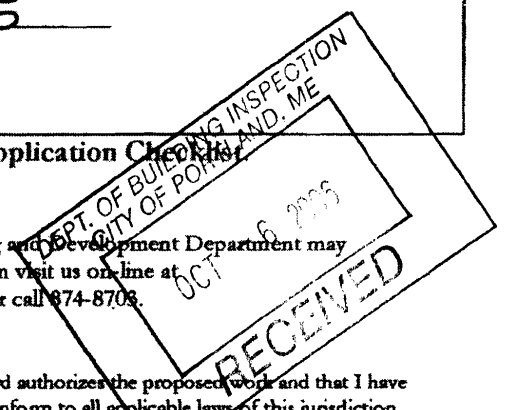 pplication Checklist.
DEPT. OF BUILDING INSPECTION
CITY OF PORTLAND, ME
and Development Department may
n visit us on-line at
r call 874-8703.
OCT 6
RECEIVED
d authorizes the proposed work and that I have
nform to all applicable laws of this jurisdiction